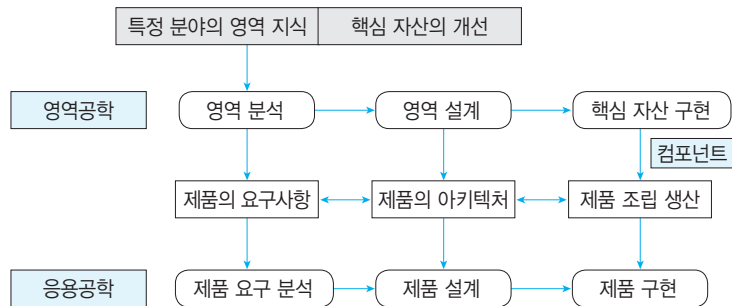 특정 분야의 영역 지식
핵심 자산의 개선
영역공학
영역 분석
영역 설계
핵심 자산 구현
컴포넌트
제품의 요구사항
제품의 아키텍처
제품 조립 생산
응용공학
제품 요구 분석
제품 설계
제품 구현